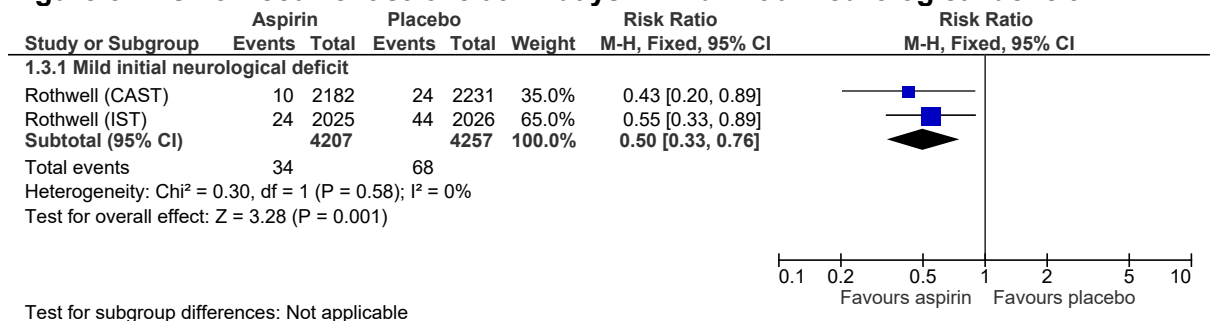 Aspirin Placebo Risk Ratio Risk Ratio
Study or Subgroup Events Total Events Total Weight M-H, Fixed, 95% CI M-H, Fixed, 95% CI
1.3.1 Mild initial neurological deficit
Rothwell (CAST) 10 2182 24 2231 35.0% 0.43 [0.20, 0.89]
Rothwell (IST) 24 2025 44 2026 65.0% 0.55 [0.33, 0.89]
Subtotal (95% CI) 4207 4257 100.0% 0.50 [0.33, 0.76]
Total events 34 68
Heterogeneity: Chi² = 0.30, df = 1 (P = 0.58); I² = 0%
Test for overall effect: Z = 3.28 (P = 0.001)
0.1 0.2 0.5 1 2 5 10
Favours aspirin Favours placebo
Test for subgroup differences: Not applicable